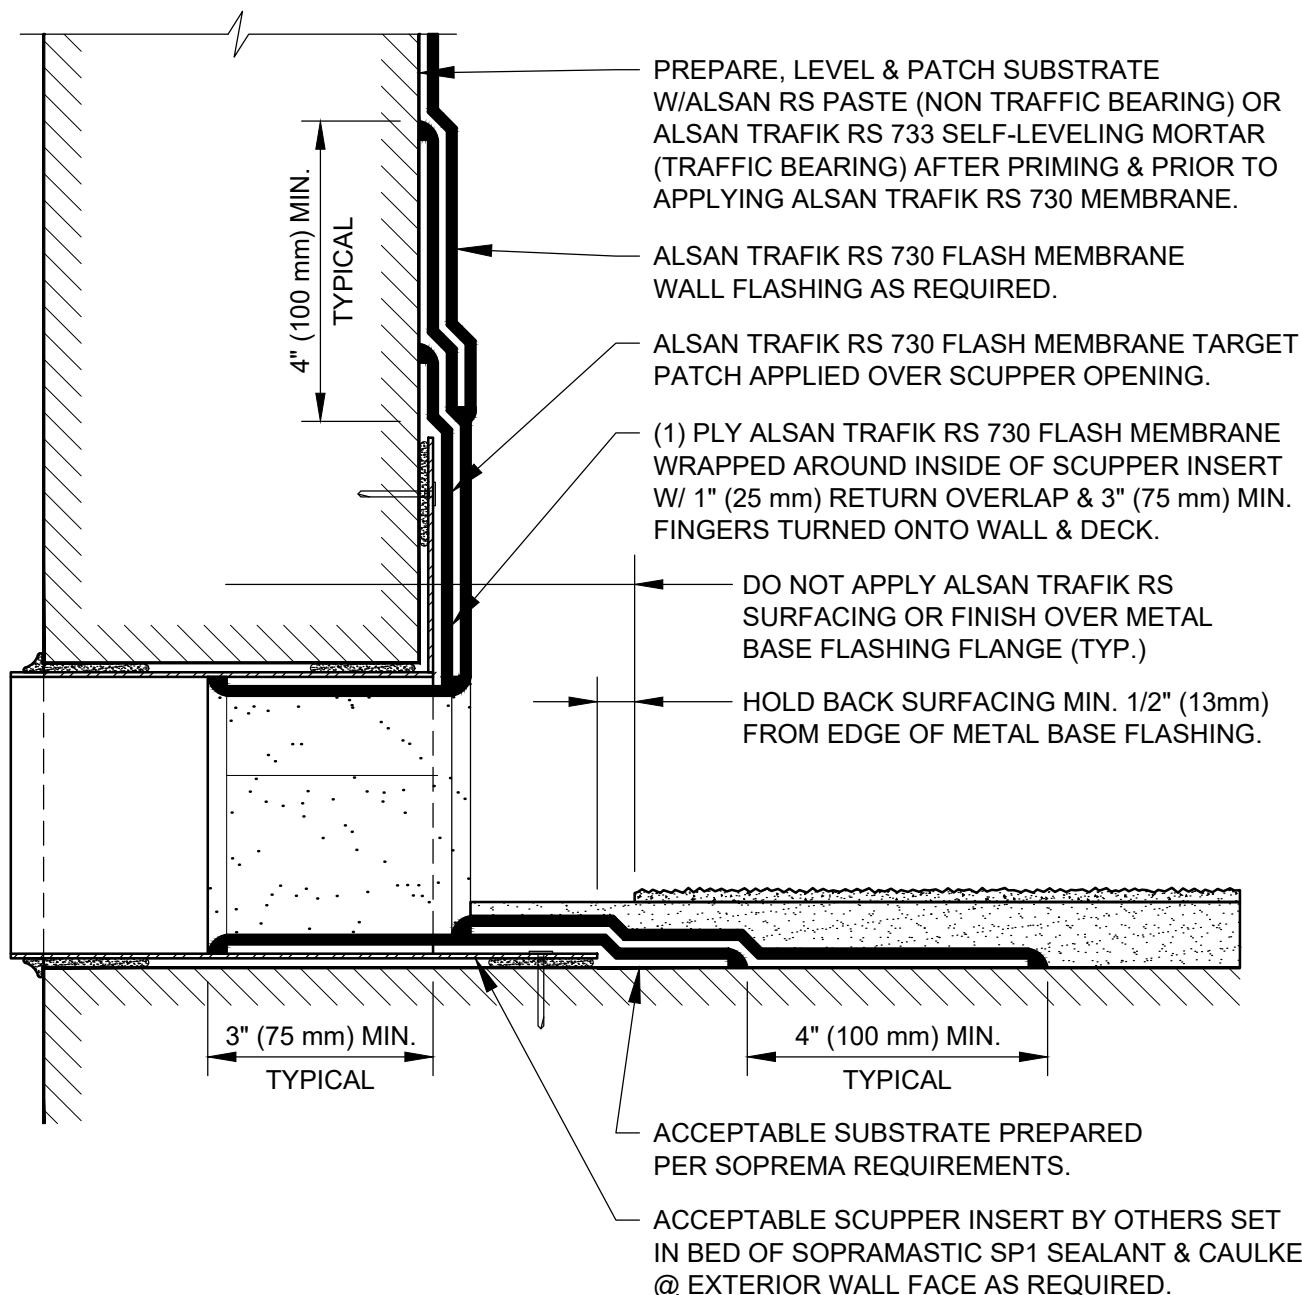 PREPARE, LEVEL & PATCH SUBSTRATE
W/ALSAN RS PASTE (NON TRAFFIC BEARING) OR
ALSAN TRAFIK RS 733 SELF-LEVELING MORTAR
(TRAFFIC BEARING) AFTER PRIMING & PRIOR TO
APPLYING ALSAN TRAFIK RS 730 MEMBRANE.
4" (100 mm) MIN.
TYPICAL
ALSAN TRAFIK RS 730 FLASH MEMBRANE
WALL FLASHING AS REQUIRED.
ALSAN TRAFIK RS 730 FLASH MEMBRANE TARGET
PATCH APPLIED OVER SCUPPER OPENING.
(1) PLY ALSAN TRAFIK RS 730 FLASH MEMBRANE
WRAPPED AROUND INSIDE OF SCUPPER INSERT
W/ 1" (25 mm) RETURN OVERLAP & 3" (75 mm) MIN.
FINGERS TURNED ONTO WALL & DECK.
DO NOT APPLY ALSAN TRAFIK RS
SURFACING OR FINISH OVER METAL
BASE FLASHING FLANGE (TYP.)
HOLD BACK SURFACING MIN. 1/2" (13mm)
FROM EDGE OF METAL BASE FLASHING.
3" (75 mm) MIN.
TYPICAL
4" (100 mm) MIN.
TYPICAL
ACCEPTABLE SUBSTRATE PREPARED
PER SOPREMA REQUIREMENTS.
ACCEPTABLE SCUPPER INSERT BY OTHERS SET
IN BED OF SOPRAMASTIC SP1 SEALANT & CAULKE
@ EXTERIOR WALL FACE AS REQUIRED.